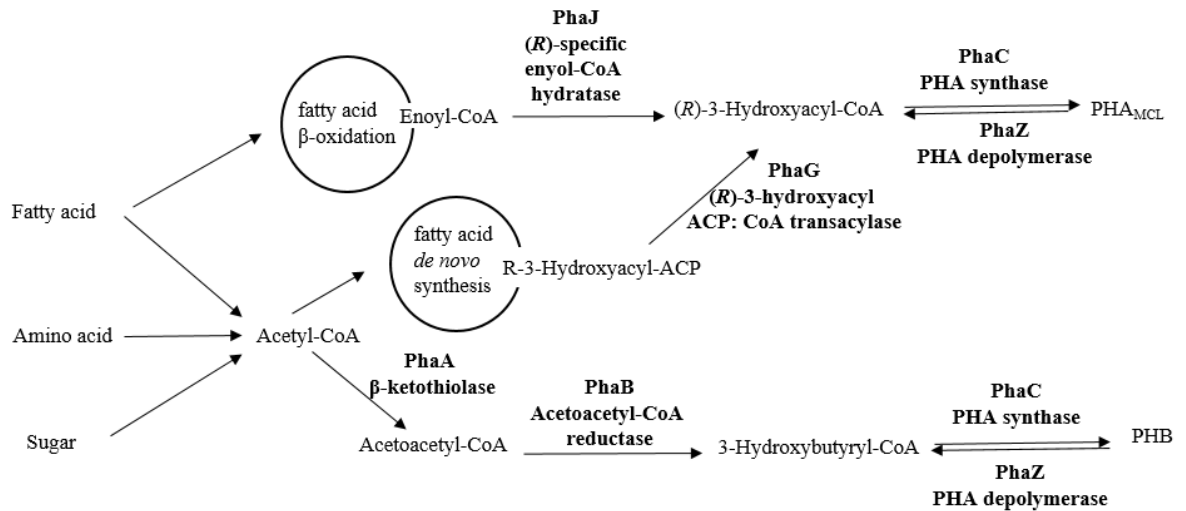 PhaJ
(R)-specific
enyol-CoA
hydratase
PhaC
PHA synthase
fatty acid
β-oxidation
Enoyl-CoA
(R)-3-Hydroxyacyl-CoA
PHAMCL
PhaZ
PHA depolymerase
PhaG
(R)-3-hydroxyacyl
ACP: CoA transacylase
Fatty acid
fatty acid
de novo
synthesis
R-3-Hydroxyacyl-ACP
Amino acid
Acetyl-CoA
PhaA
β-ketothiolase
PhaB
Acetoacetyl-CoA
reductase
PhaC
PHA synthase
Sugar
Acetoacetyl-CoA
3-Hydroxybutyryl-CoA
PHB
PhaZ
PHA depolymerase